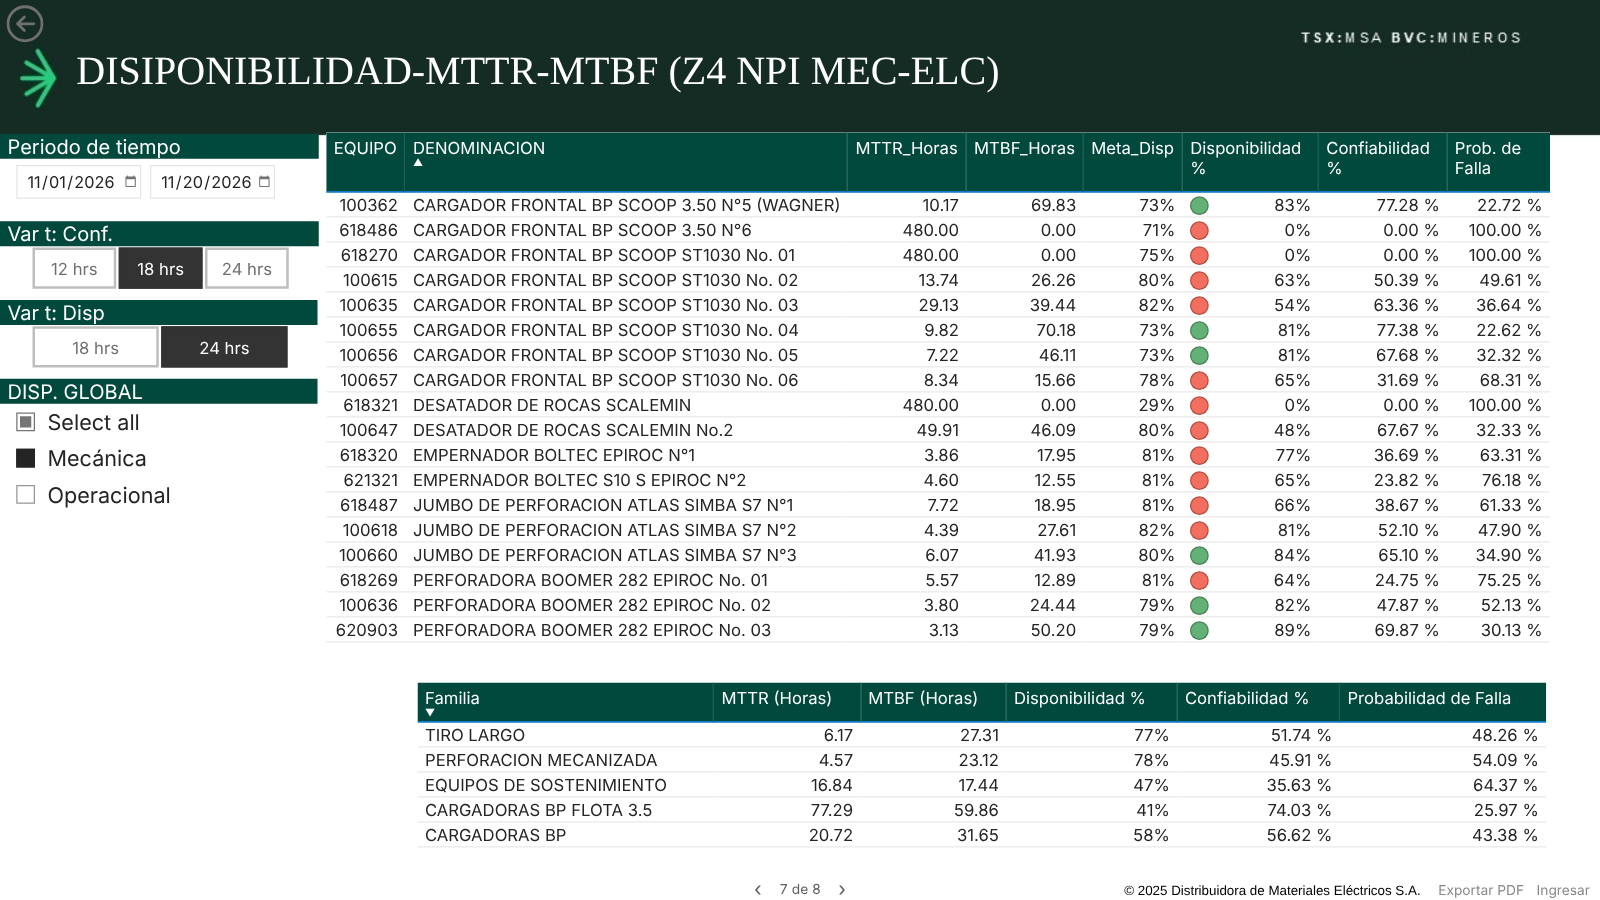 TSX:MSA BVC:MINEROS
DISIPONIBILIDAD-MTTR-MTBF (Z4 NPI MEC-ELC)
Periodo de tiempo
11/01/2026 11/20/2026
Var t: Conf.
12 hrs 18 hrs 24 hrs
Var t: Disp
18 hrs 24 hrs
DISP. GLOBAL
Select all
Mecánica
Operacional
EQUIPO DENOMINACION MTTR_Horas MTBF_Horas Meta_Disp Disponibilidad % Confiabilidad % Prob. de Falla
100362 CARGADOR FRONTAL BP SCOOP 3.50 N°5 (WAGNER) 10.17 69.83 73% 83% 77.28 % 22.72 %
618486 CARGADOR FRONTAL BP SCOOP 3.50 N°6 480.00 0.00 71% 0% 0.00 % 100.00 %
618270 CARGADOR FRONTAL BP SCOOP ST1030 No. 01 480.00 0.00 75% 0% 0.00 % 100.00 %
100615 CARGADOR FRONTAL BP SCOOP ST1030 No. 02 13.74 26.26 80% 63% 50.39 % 49.61 %
100635 CARGADOR FRONTAL BP SCOOP ST1030 No. 03 29.13 39.44 82% 54% 63.36 % 36.64 %
100655 CARGADOR FRONTAL BP SCOOP ST1030 No. 04 9.82 70.18 73% 81% 77.38 % 22.62 %
100656 CARGADOR FRONTAL BP SCOOP ST1030 No. 05 7.22 46.11 73% 81% 67.68 % 32.32 %
100657 CARGADOR FRONTAL BP SCOOP ST1030 No. 06 8.34 15.66 78% 65% 31.69 % 68.31 %
618321 DESATADOR DE ROCAS SCALEMIN 480.00 0.00 29% 0% 0.00 % 100.00 %
100647 DESATADOR DE ROCAS SCALEMIN No.2 49.91 46.09 80% 48% 67.67 % 32.33 %
618320 EMPERNADOR BOLTEC EPIROC N°1 3.86 17.95 81% 77% 36.69 % 63.31 %
621321 EMPERNADOR BOLTEC S10 S EPIROC N°2 4.60 12.55 81% 65% 23.82 % 76.18 %
618487 JUMBO DE PERFORACION ATLAS SIMBA S7 N°1 7.72 18.95 81% 66% 38.67 % 61.33 %
100618 JUMBO DE PERFORACION ATLAS SIMBA S7 N°2 4.39 27.61 82% 81% 52.10 % 47.90 %
100660 JUMBO DE PERFORACION ATLAS SIMBA S7 N°3 6.07 41.93 80% 84% 65.10 % 34.90 %
618269 PERFORADORA BOOMER 282 EPIROC No. 01 5.57 12.89 81% 64% 24.75 % 75.25 %
100636 PERFORADORA BOOMER 282 EPIROC No. 02 3.80 24.44 79% 82% 47.87 % 52.13 %
620903 PERFORADORA BOOMER 282 EPIROC No. 03 3.13 50.20 79% 89% 69.87 % 30.13 %
Familia MTTR (Horas) MTBF (Horas) Disponibilidad % Confiabilidad % Probabilidad de Falla
TIRO LARGO 6.17 27.31 77% 51.74 % 48.26 %
PERFORACION MECANIZADA 4.57 23.12 78% 45.91 % 54.09 %
EQUIPOS DE SOSTENIMIENTO 16.84 17.44 47% 35.63 % 64.37 %
CARGADORAS BP FLOTA 3.5 77.29 59.86 41% 74.03 % 25.97 %
CARGADORAS BP 20.72 31.65 58% 56.62 % 43.38 %
7 de 8
© 2025 Distribuidora de Materiales Eléctricos S.A. Exportar PDF Ingresar